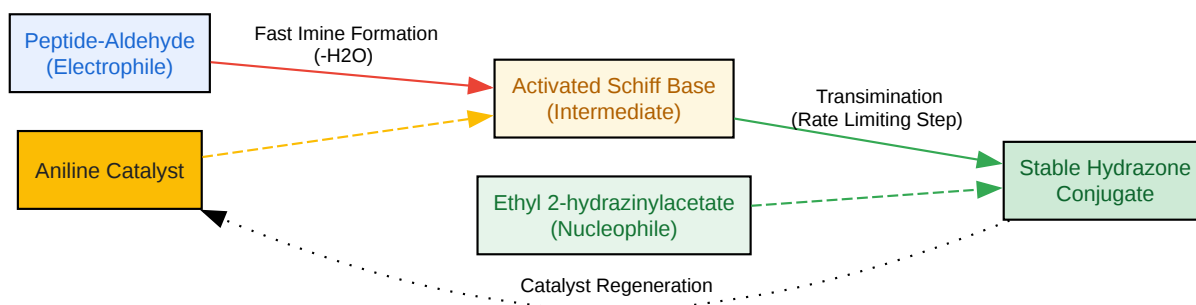 Peptide-Aldehyde
(Electrophile)
Fast Imine Formation
(-H2O)
Aniline Catalyst
Activated Schiff Base
(Intermediate)
Transimination
(Rate Limiting Step)
Ethyl 2-hydrazinylacetate
(Nucleophile)
Stable Hydrazone
Conjugate
Catalyst Regeneration